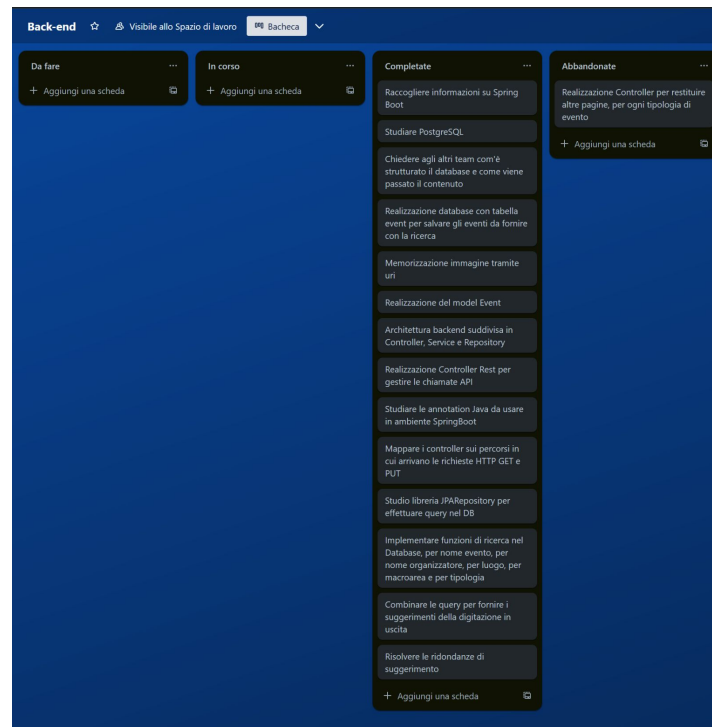 Back-end
Visibile allo Spazio di lavoro
Bacheca
Da fare
Aggiungi una scheda
In corso
Aggiungi una scheda
Completate
Raccogliere informazioni su Spring
Boot
Studiare PostgreSQL
Chiedere agli altri team com'è
strutturato il database e come viene
passato il contenuto
Realizzazione database con tabella
event per salvare gli eventi da fornire
con la ricerca
Memorizzazione immagine tramite
uri
Realizzazione del model Event
Architettura backend suddivisa in
Controller, Service e Repository
Realizzazione Controller Rest per
gestire le chiamate API
Studiare le annotation Java da usare
in ambiente SpringBoot
Mappare i controller sui percorsi in
cui arrivano le richieste HTTP GET e
PUT
Studio libreria JPARepository per
effettuare query nel DB
Implementare funzioni di ricerca nel
Database, per nome evento, per
nome organizzatore, per luogo, per
macroarea e per tipologia
Combinare le query per fornire i
suggerimenti della digitazione in
uscita
Risolvere le ridondanze di
suggerimento
Aggiungi una scheda
Abbandonate
Realizzazione Controller per restituire
altre pagine, per ogni tipologia di
evento
Aggiungi una scheda